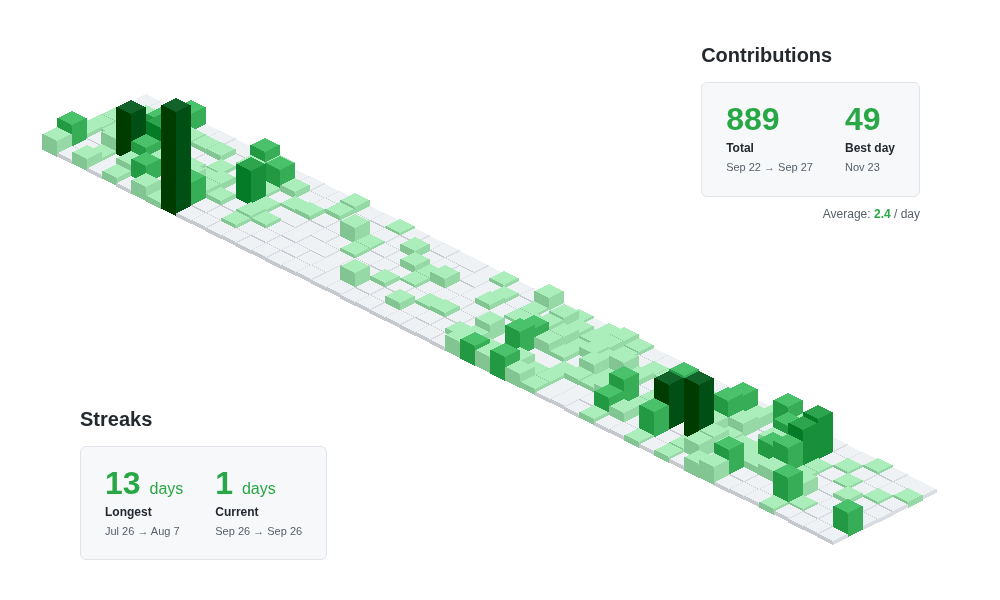 Contributions
889 49
Total Best day
Sep 22 → Sep 27 Nov 23
Average: 2.4 / day
Streaks
13 days 1 days
Longest Current
Jul 26 → Aug 7 Sep 26 → Sep 26